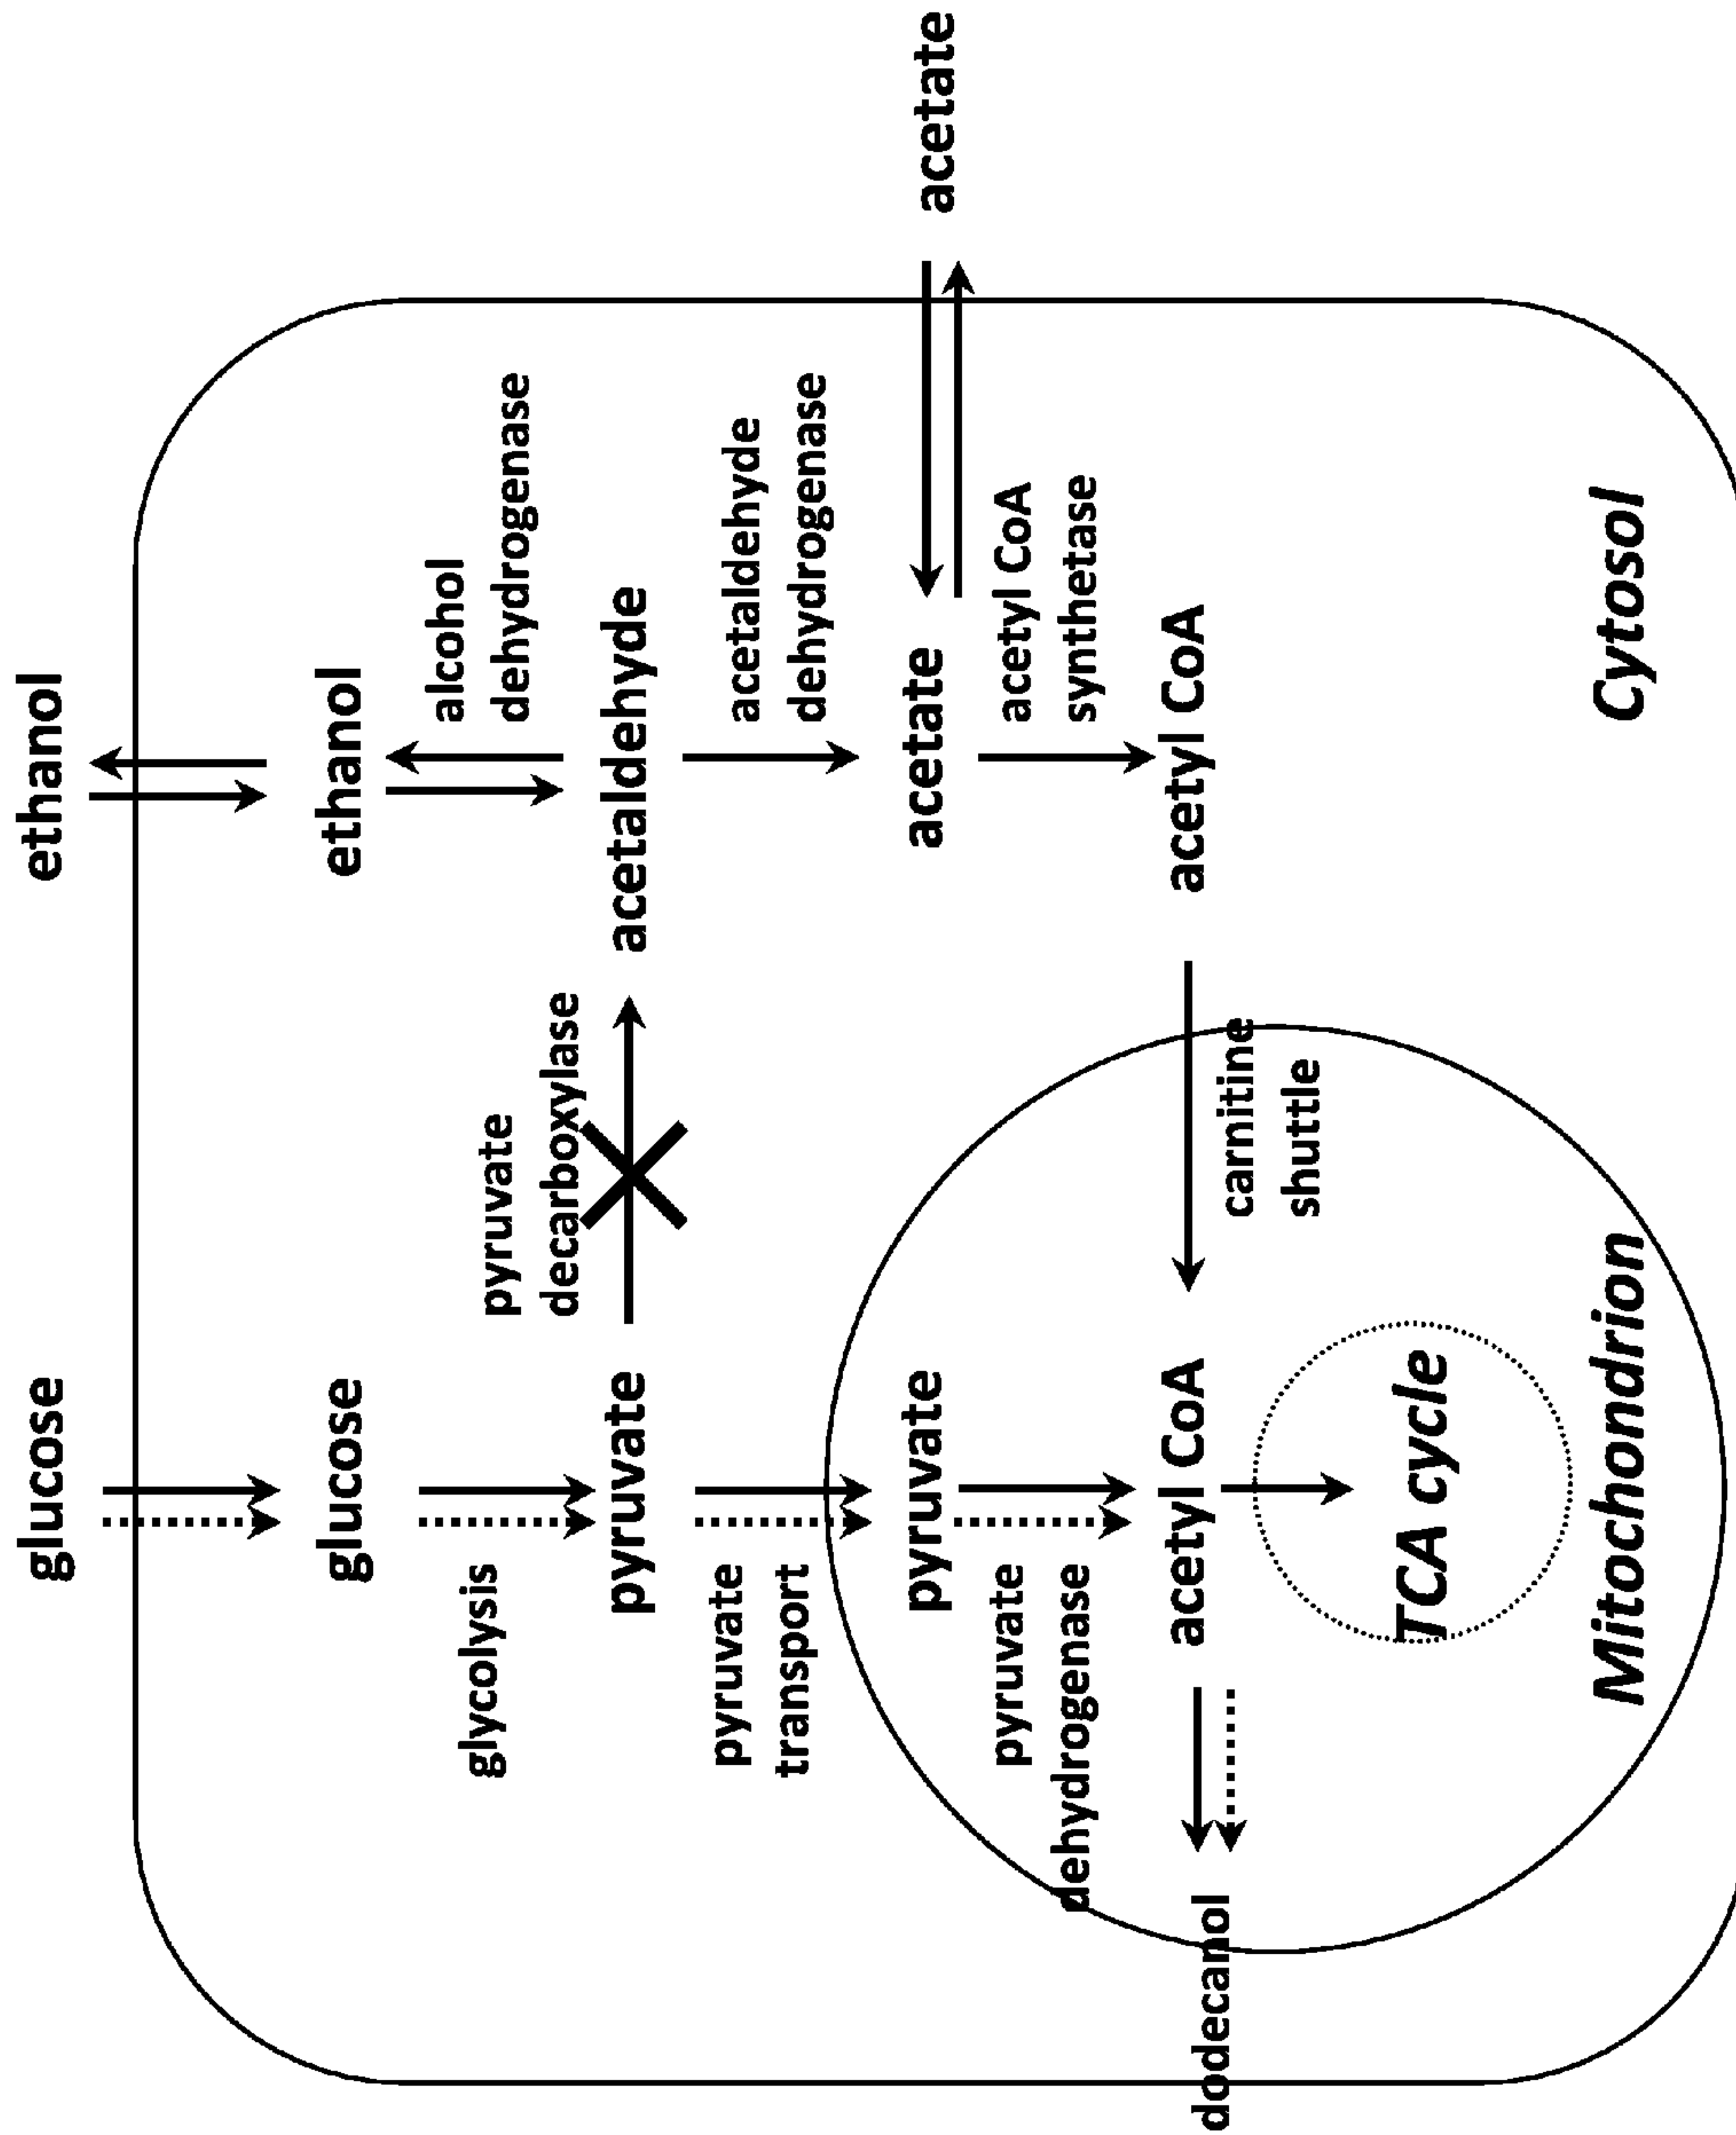 glucose
ethanol
glucose
ethanol
glycolysis
pyruvate
decarboxylase
alcohol
dehydrogenase
pyruvate
acetaldehyde
pyruvate
transport
acetaldehyde
dehydrogenase
pyruvate
acetate
acetate
pyruvate
dehydrogenase
acetyl CoA
synthetase
dodecanol
acetyl CoA
acetyl CoA
carnitine
shuttle
TCA cycle
Mitochondrion
Cytosol